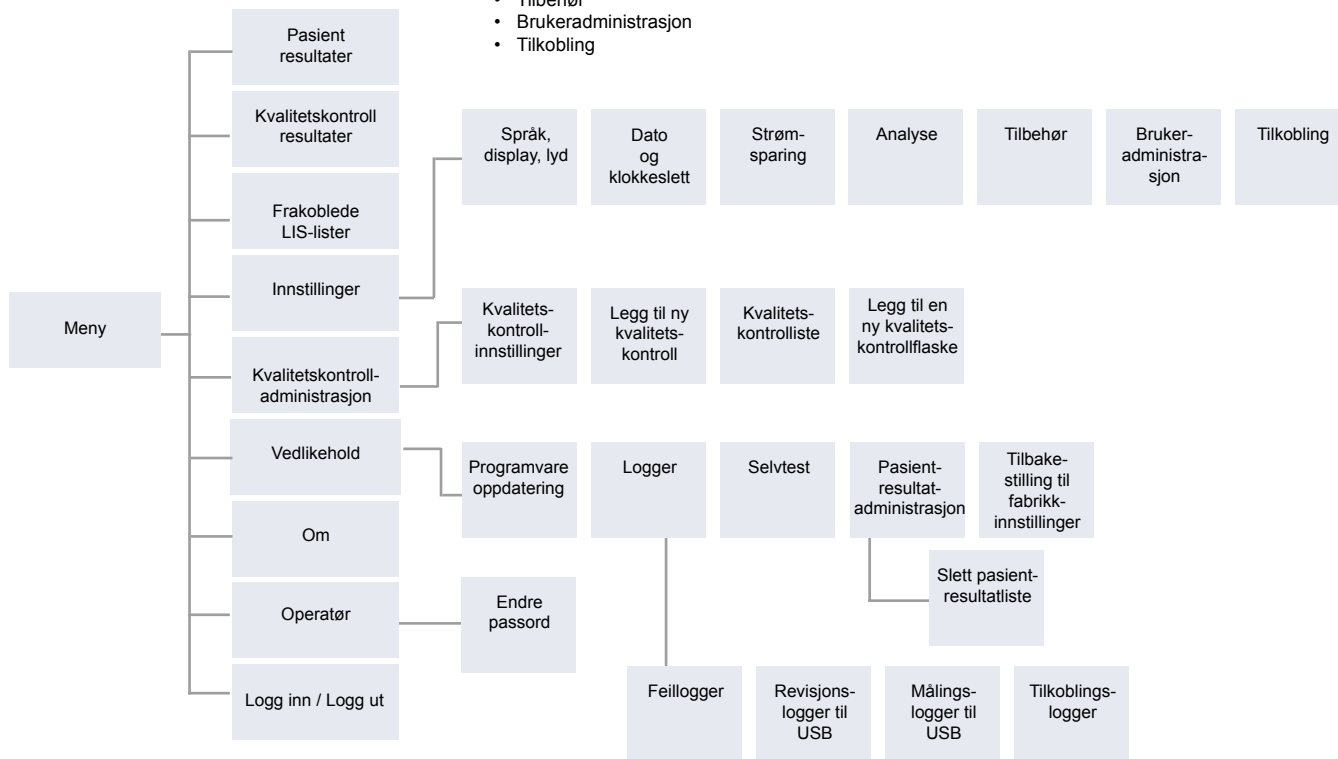 Tilbehør
• Brukeradministrasjon
• Tilkobling
Pasient
resultater
Kvalitetskontroll
resultater
Frakoblede
LIS-lister
Innstillinger
Kvalitetskontroll-
administrasjon
Vedlikehold
Om
Operatør
Logg inn / Logg ut
Meny
Språk,
display, lyd
Dato
og
klokkeslett
Strøm-
sparing
Analyse
Tilbehør
Bruker-
administra-
sjon
Tilkobling
Kvalitets-
kontroll-
innstillinger
Legg til ny
kvalitets-
kontroll
Kvalitets-
kontrolliste
Legg til en
ny kvalitets-
kontrollflaske
Programvare
oppdatering
Logger
Selvtest
Pasient-
resultat-
administrasjon
Tilbake-
stilling til
fabrikk-
innstillinger
Slett pasient-
resultatliste
Endre
passord
Feillogger
Revisjons-
logger til
USB
Målings-
logger til
USB
Tilkoblings-
logger